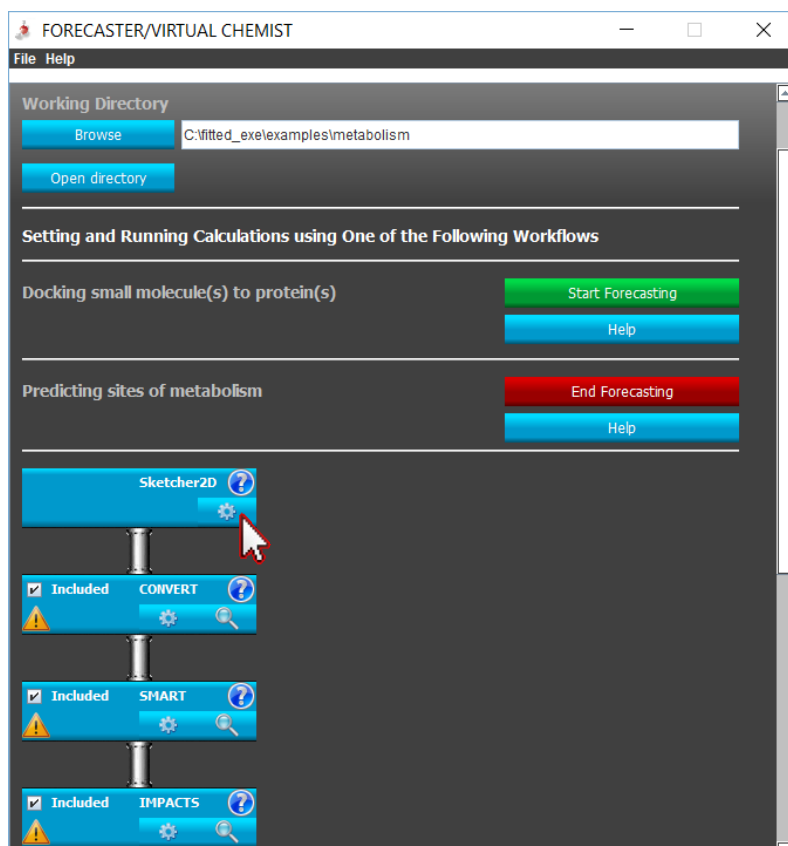 FORECASTER/VIRTUAL CHEMIST
File Help
Working Directory
Browse C:\fitted_exe\examples\metabolism
Open directory
Setting and Running Calculations using One of the Following Workflows
Docking small molecule(s) to protein(s) Start Forecasting
Help
Predicting sites of metabolism End Forecasting
Help
Sketcher2D ?
Included CONVERT ?
Included SMART ?
Included IMPACTS ?